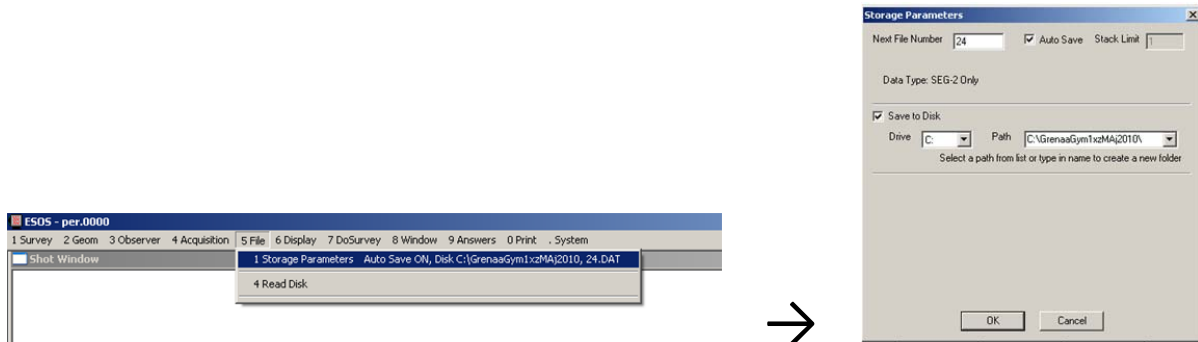 ESOS - per.0000
1 Survey 2 Geom 3 Observer 4 Acquisition 5 File 6 Display 7 DoSurvey 8 Window 9 Answers 0 Print . System
Shot Window
1 Storage Parameters Auto Save ON, Disk C:\GrenaaGym1xzMAj2010, 24.DAT
4 Read Disk
Storage Parameters
Next File Number 24 Auto Save Stack Limit 1
Data Type: SEG-2 Only
Save to Disk
Drive C: Path C:\GrenaaGym1xzMAj2010\
Select a path from list or type in name to create a new folder
OK Cancel